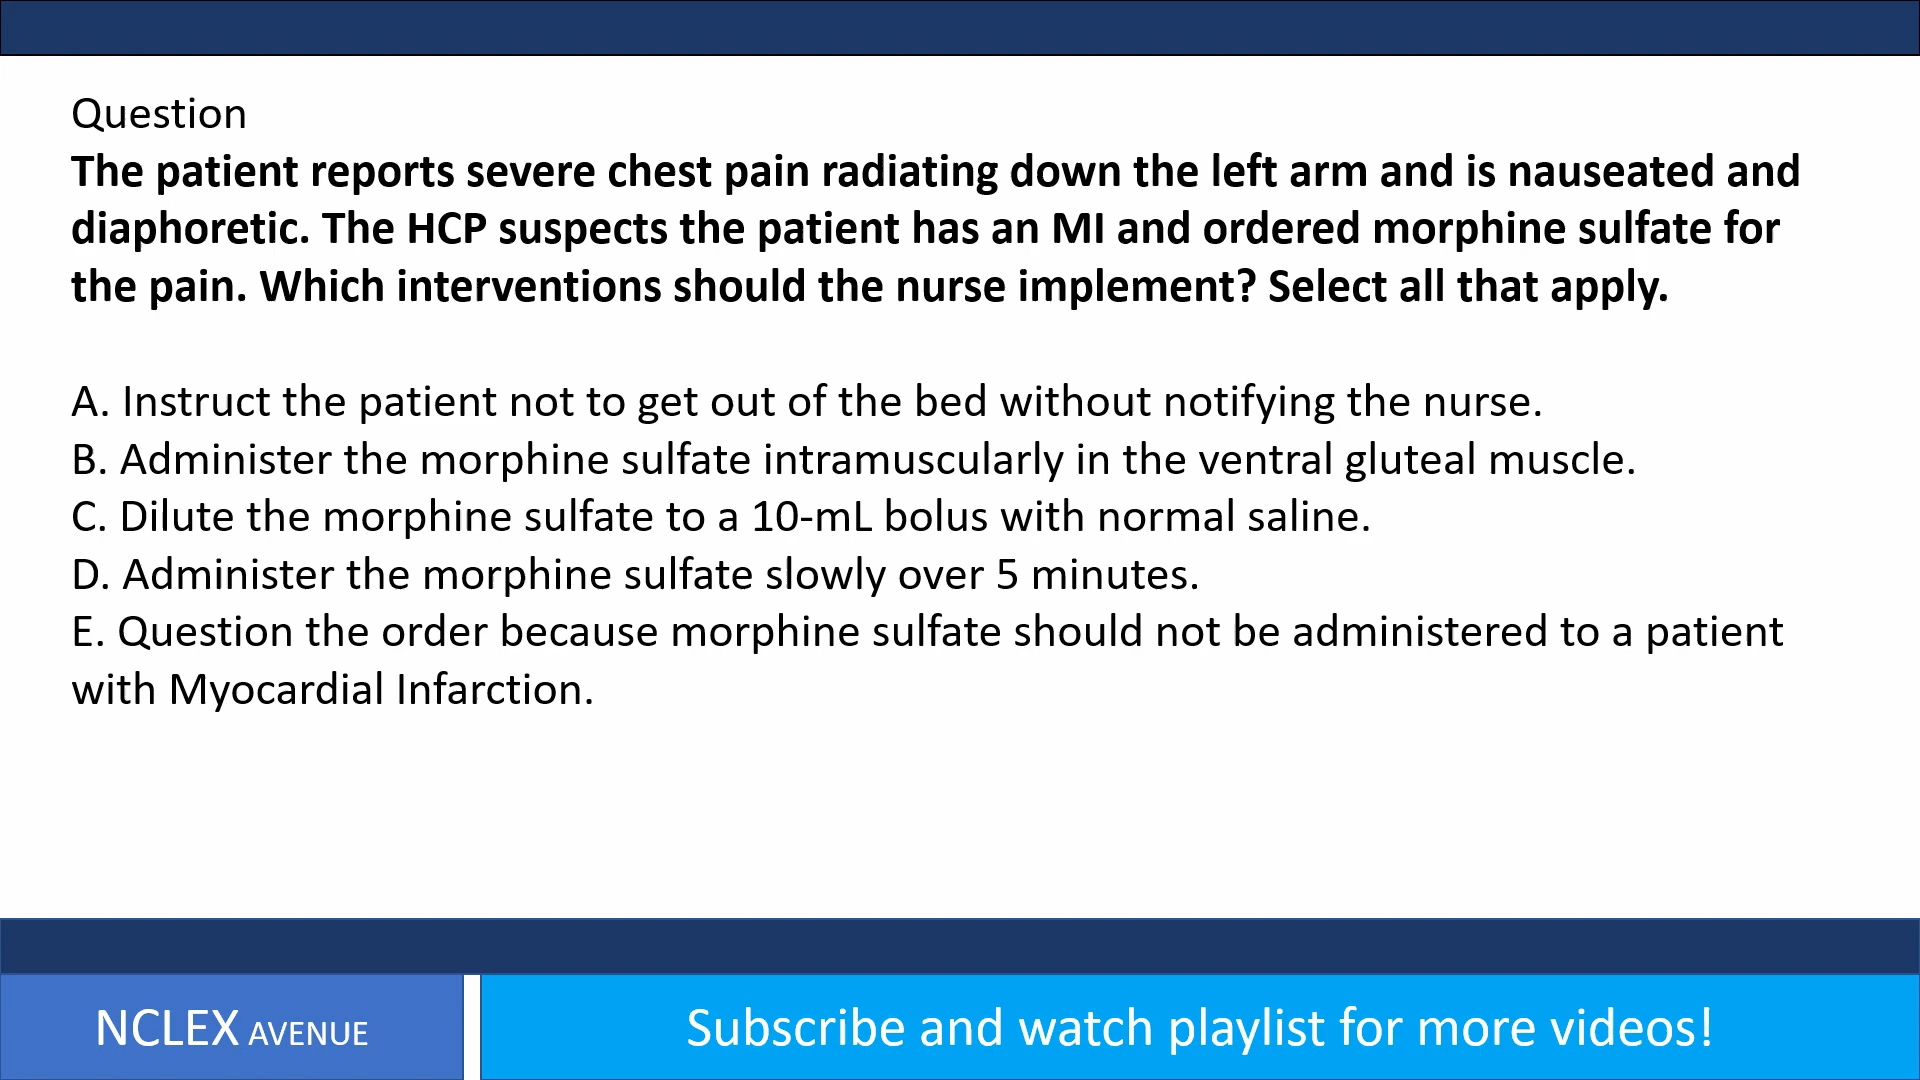 Question
The patient reports severe chest pain radiating down the left arm and is nauseated and
diaphoretic. The HCP suspects the patient has an MI and ordered morphine sulfate for
the pain. Which interventions should the nurse implement? Select all that apply.
A. Instruct the patient not to get out of the bed without notifying the nurse.
B. Administer the morphine sulfate intramuscularly in the ventral gluteal muscle.
C. Dilute the morphine sulfate to a 10-mL bolus with normal saline.
D. Administer the morphine sulfate slowly over 5 minutes.
E. Question the order because morphine sulfate should not be administered to a patient
with Myocardial Infarction.
NCLEX AVENUE
Subscribe and watch playlist for more videos!